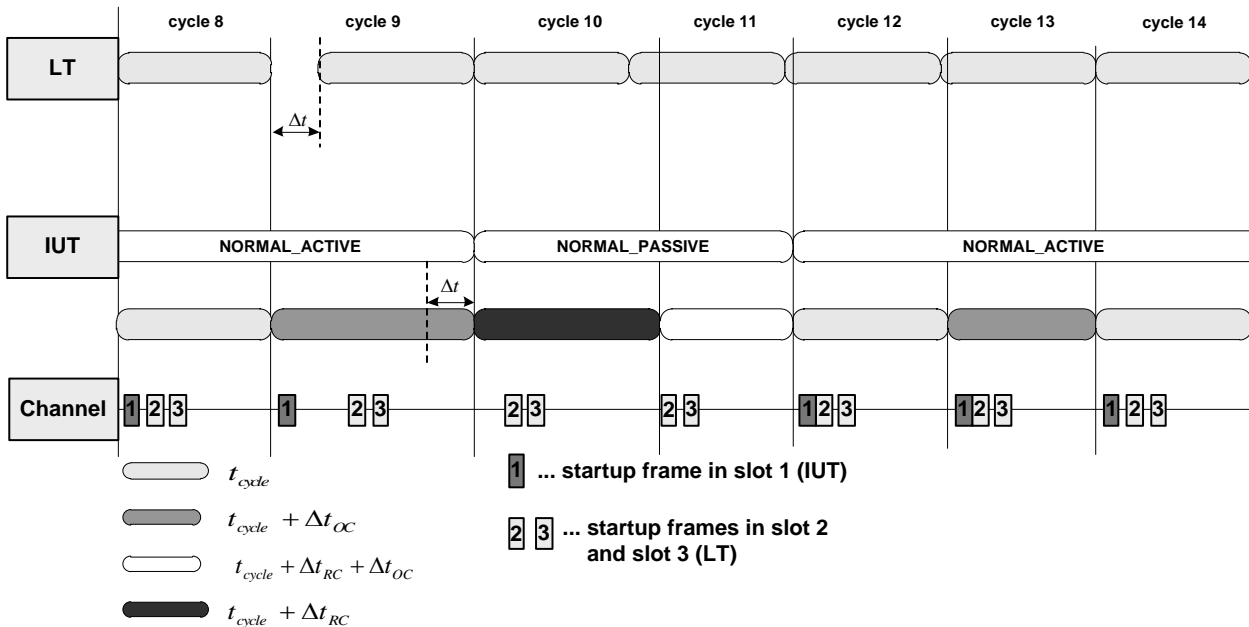 cycle 8 cycle 9 cycle 10 cycle 11 cycle 12 cycle 13 cycle 14
LT
Δt
IUT
NORMAL_ACTIVE NORMAL_PASSIVE NORMAL_ACTIVE
Δt
Channel
1 2 3 1 2 3 2 3 2 3 1 2 3 1 2 3 1 2 3
t_cycle
t_cycle + Δt_OC
t_cycle + Δt_RC + Δt_OC
t_cycle + Δt_RC
1 ... startup frame in slot 1 (IUT)
2 3 ... startup frames in slot 2
and slot 3 (LT)